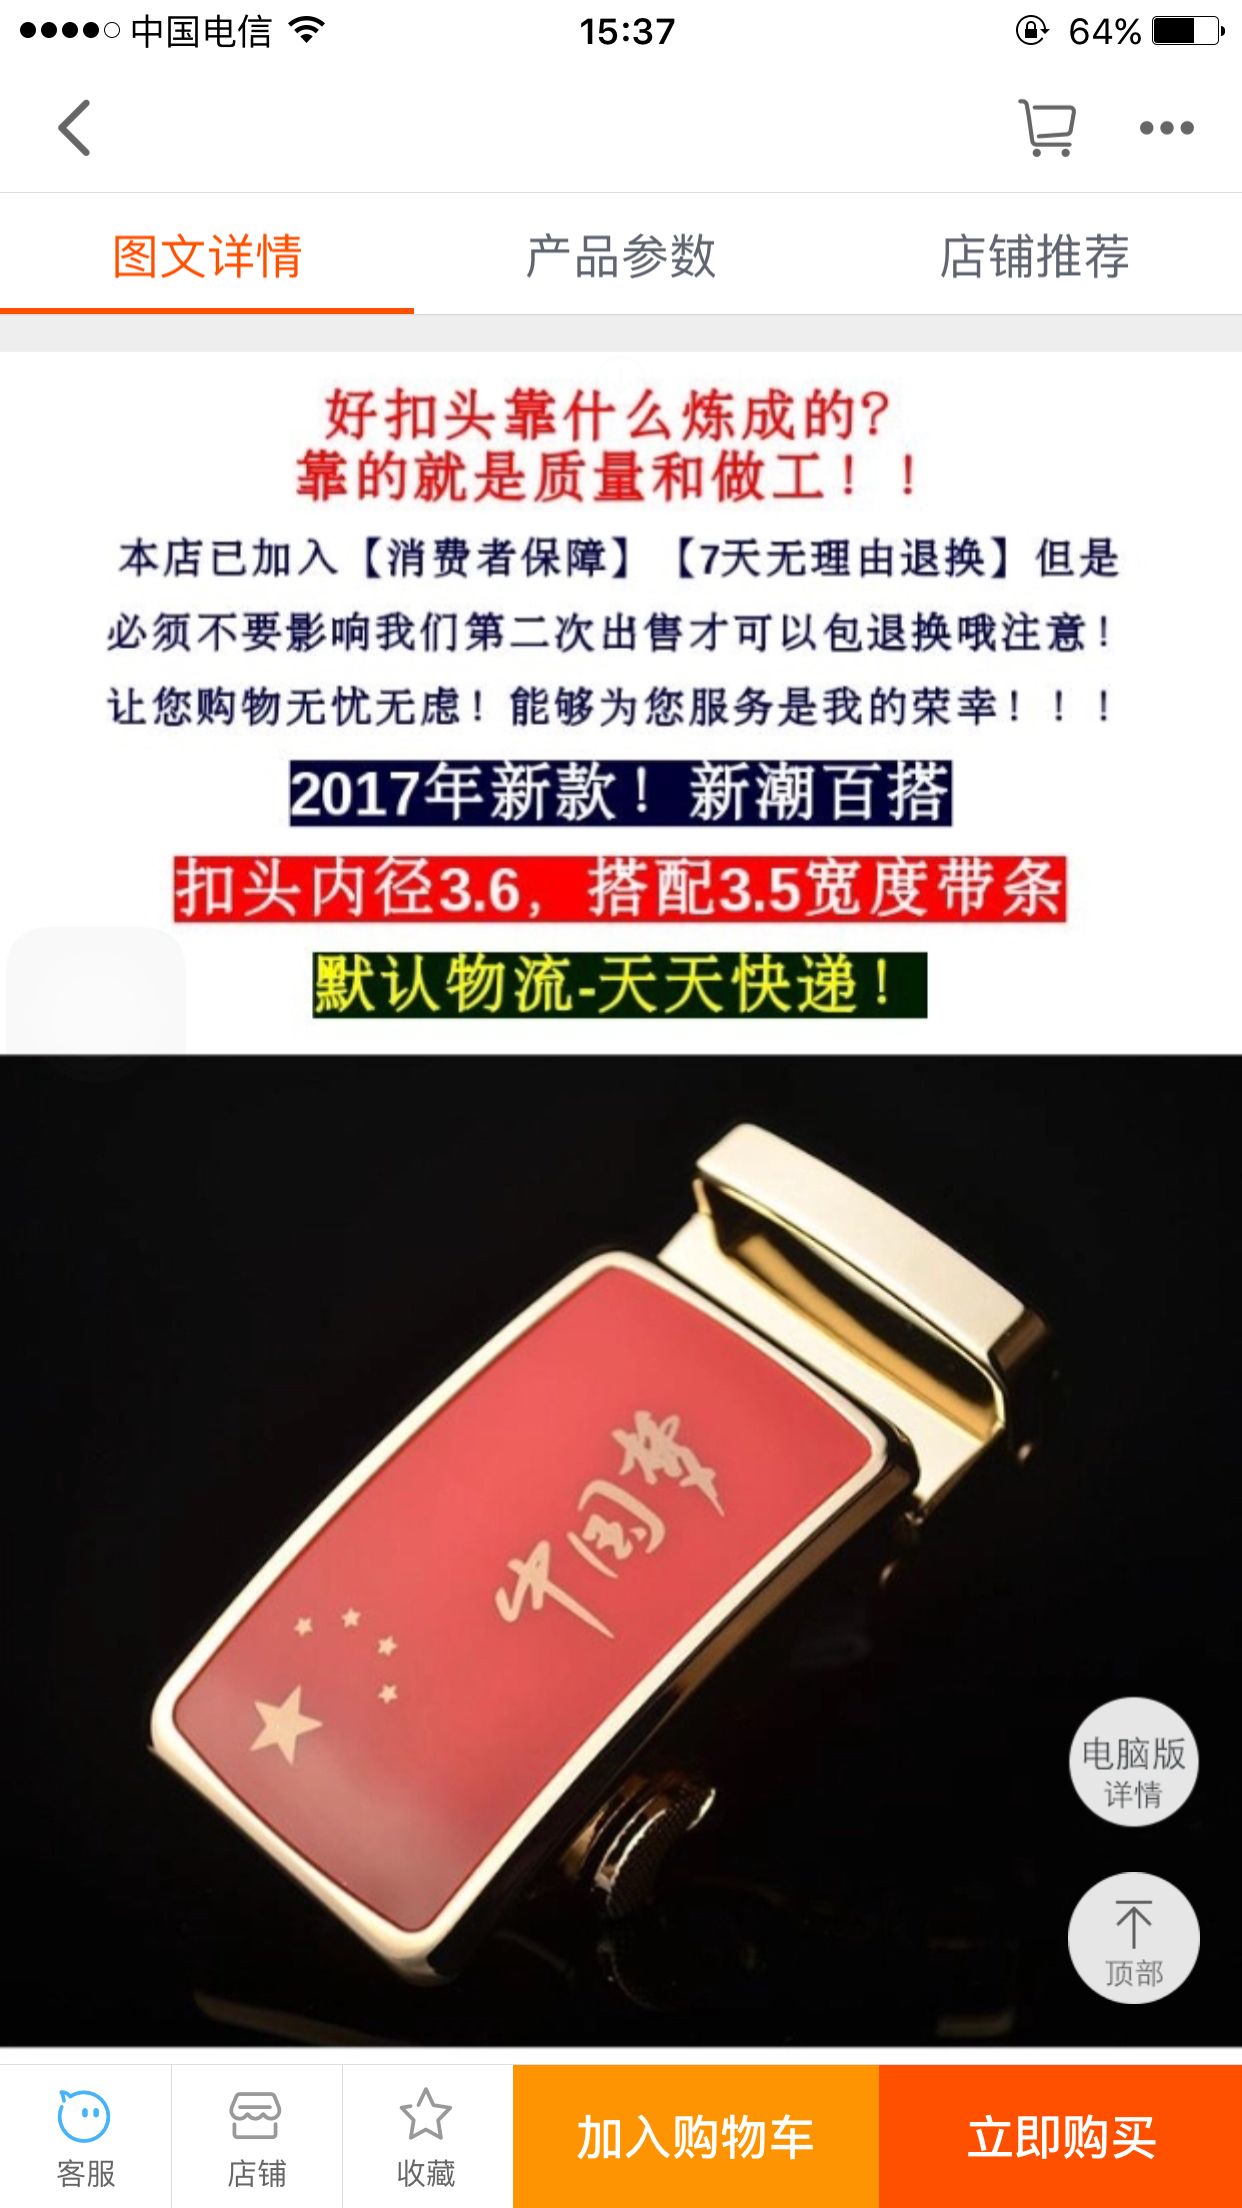 中国电信
15:37
64%
图文详情
产品参数
店铺推荐
好扣头靠什么炼成的?
靠的就是质量和做工！！
本店已加入【消费者保障】【7天无理由退换】但是
必须不要影响我们第二次出售才可以包退换哦注意！
让您购物无忧无虑！能够为您服务是我的荣幸！！！
2017年新款！新潮百搭
扣头内径3.6，搭配3.5宽度带条
默认物流-天天快递！
中国梦
电脑版
详情
顶部
客服
店铺
收藏
加入购物车
立即购买